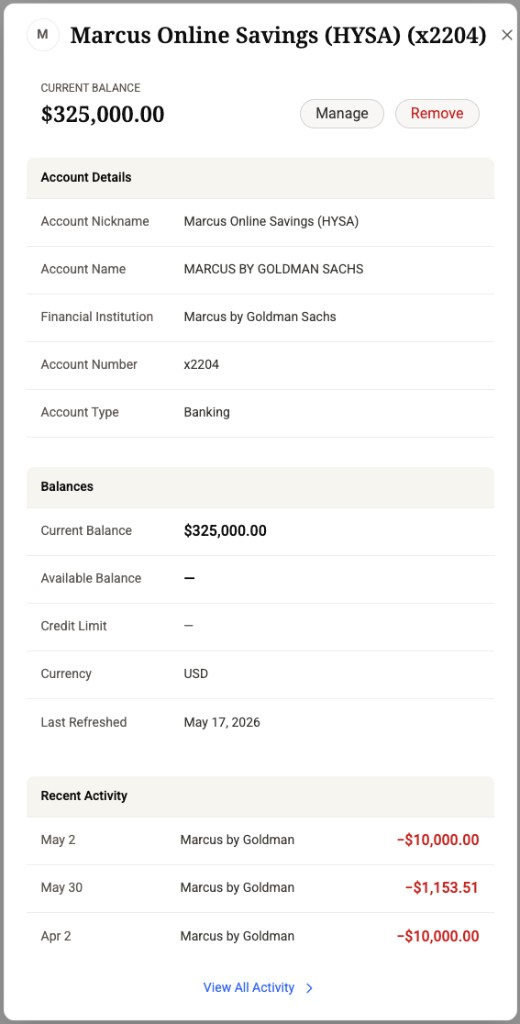 M Marcus Online Savings (HYSA) (x2204) ×
CURRENT BALANCE
$325,000.00 Manage Remove
Account Details
Account Nickname Marcus Online Savings (HYSA)
Account Name MARCUS BY GOLDMAN SACHS
Financial Institution Marcus by Goldman Sachs
Account Number x2204
Account Type Banking
Balances
Current Balance $325,000.00
Available Balance —
Credit Limit —
Currency USD
Last Refreshed May 17, 2026
Recent Activity
May 2 Marcus by Goldman −$10,000.00
May 30 Marcus by Goldman −$1,153.51
Apr 2 Marcus by Goldman −$10,000.00
View All Activity >